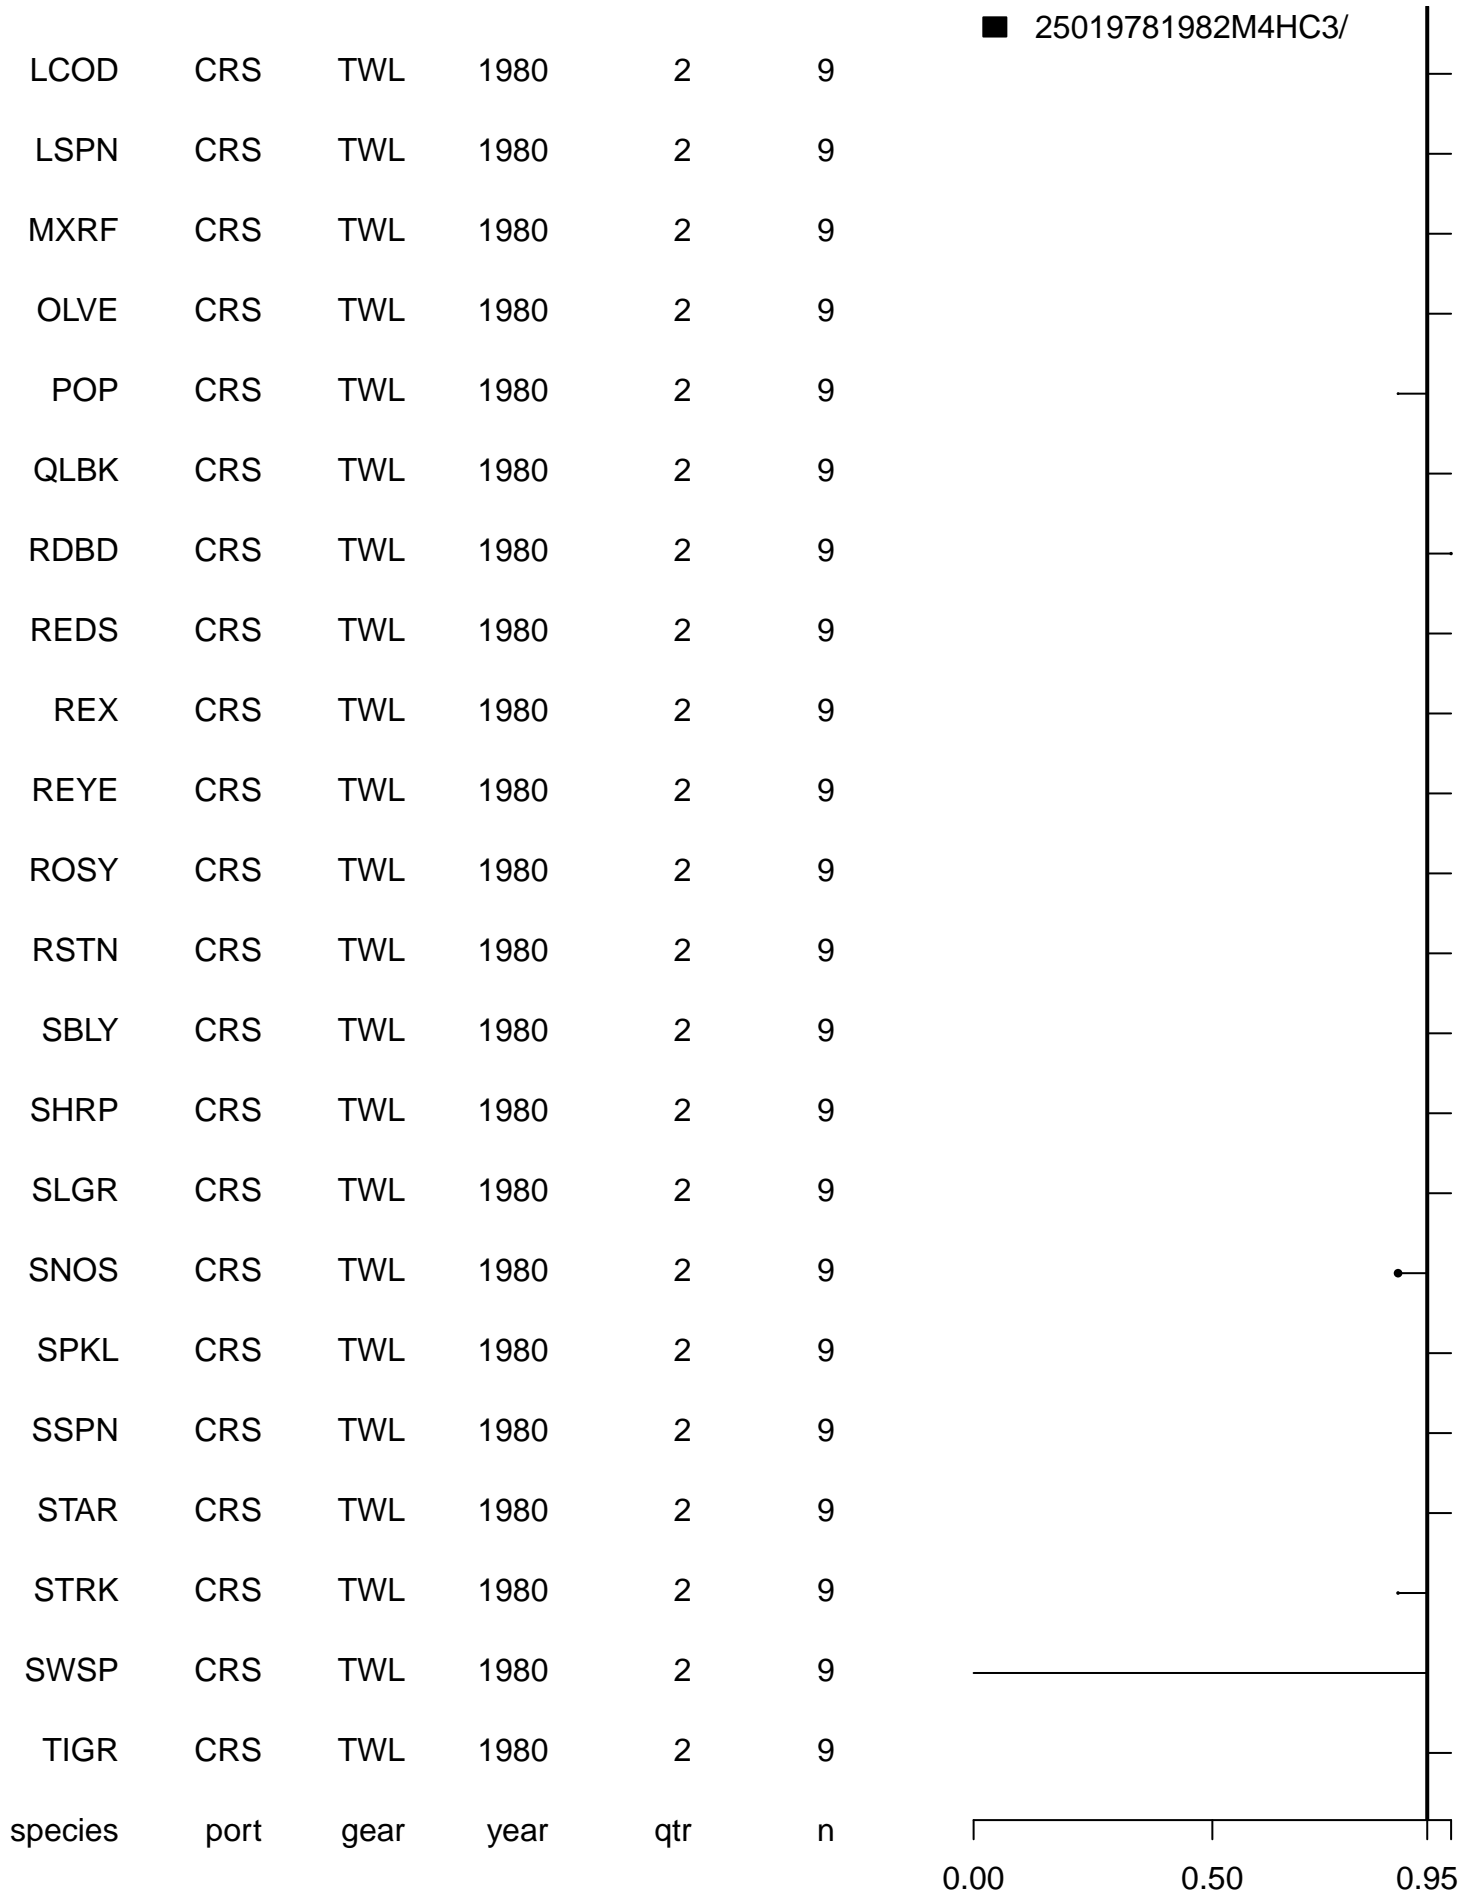 25019781982M4HC3/
LCOD CRS TWL 1980 2 9
LSPN CRS TWL 1980 2 9
MXRF CRS TWL 1980 2 9
OLVE CRS TWL 1980 2 9
POP CRS TWL 1980 2 9
QLBK CRS TWL 1980 2 9
RDBD CRS TWL 1980 2 9
REDS CRS TWL 1980 2 9
REX CRS TWL 1980 2 9
REYE CRS TWL 1980 2 9
ROSY CRS TWL 1980 2 9
RSTN CRS TWL 1980 2 9
SBLY CRS TWL 1980 2 9
SHRP CRS TWL 1980 2 9
SLGR CRS TWL 1980 2 9
SNOS CRS TWL 1980 2 9
SPKL CRS TWL 1980 2 9
SSPN CRS TWL 1980 2 9
STAR CRS TWL 1980 2 9
STRK CRS TWL 1980 2 9
SWSP CRS TWL 1980 2 9
TIGR CRS TWL 1980 2 9
species port gear year qtr n
0.00 0.50 0.95